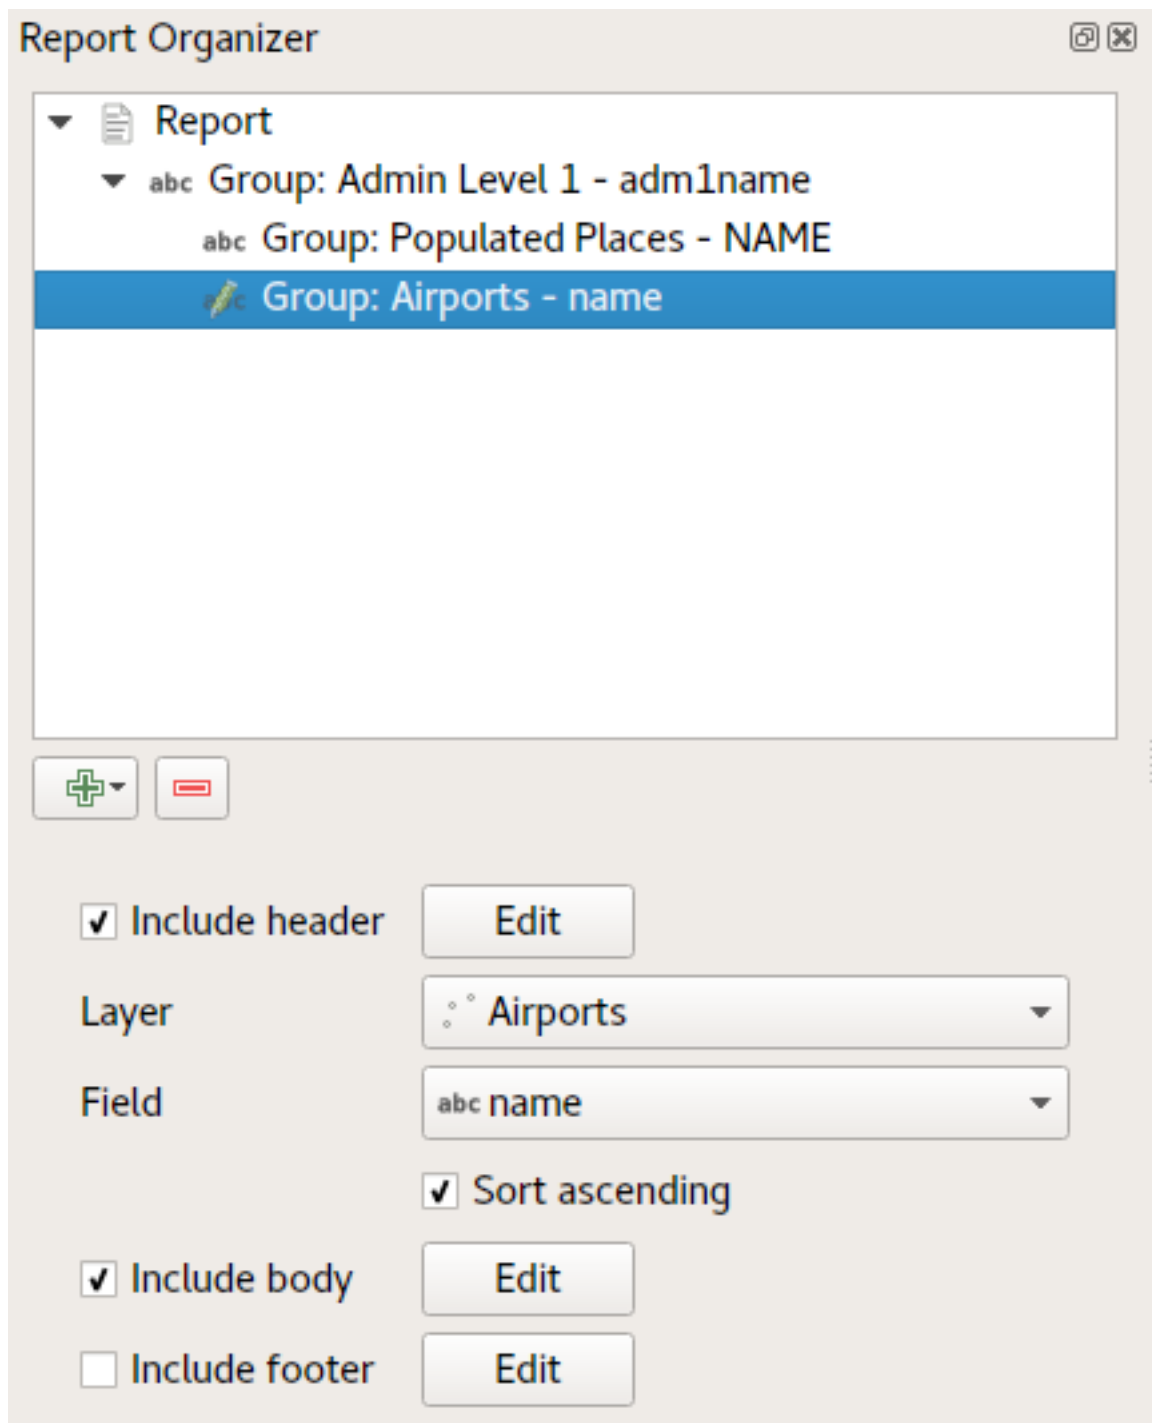 Report Organizer
Report
abc Group: Admin Level 1 - adm1name
abc Group: Populated Places - NAME
Group: Airports - name
Include header Edit
Layer Airports
Field abc name
Sort ascending
Include body Edit
Include footer Edit